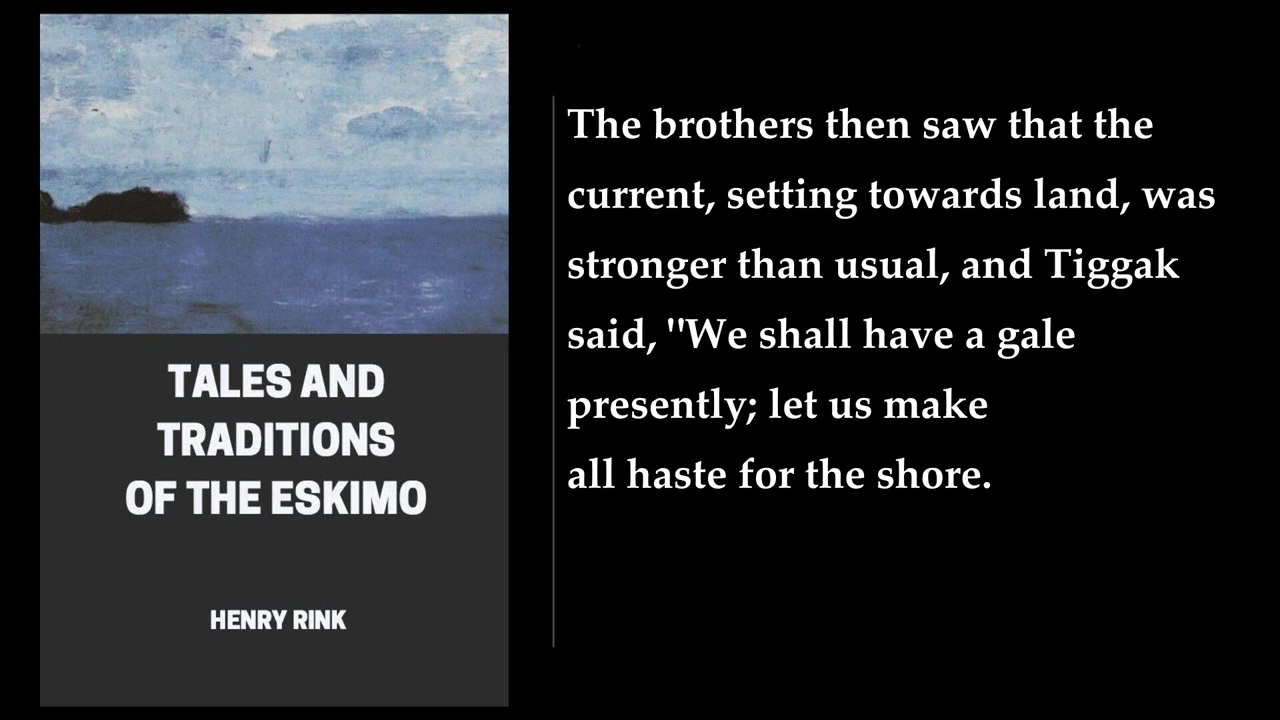 TALES AND
TRADITIONS
OF THE ESKIMO
HENRY RINK
The brothers then saw that the
current, setting towards land, was
stronger than usual, and Tiggak
said, "We shall have a gale
presently; let us make
all haste for the shore.